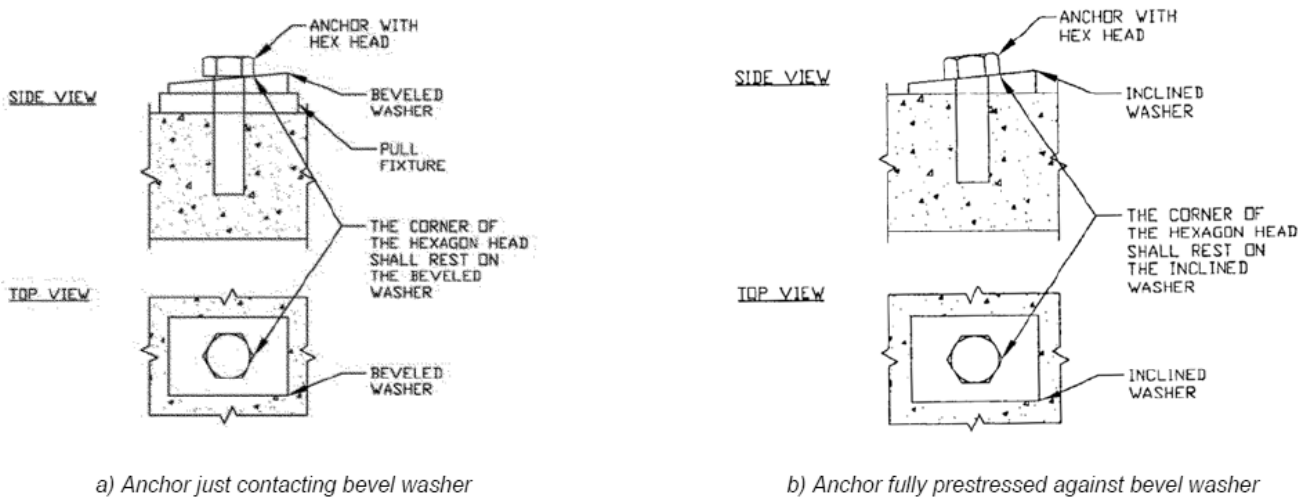 ANCHOR WITH
HEX HEAD
SIDE VIEW
BEVELED
WASHER
PULL
FIXTURE
THE CORNER OF
THE HEXAGON HEAD
SHALL REST ON
THE BEVELED
WASHER
TOP VIEW
BEVELED
WASHER
a) Anchor just contacting bevel washer
ANCHOR WITH
HEX HEAD
SIDE VIEW
INCLINED
WASHER
THE CORNER OF
THE HEXAGON HEAD
SHALL REST ON
THE INCLINED
WASHER
TOP VIEW
INCLINED
WASHER
b) Anchor fully prestressed against bevel washer